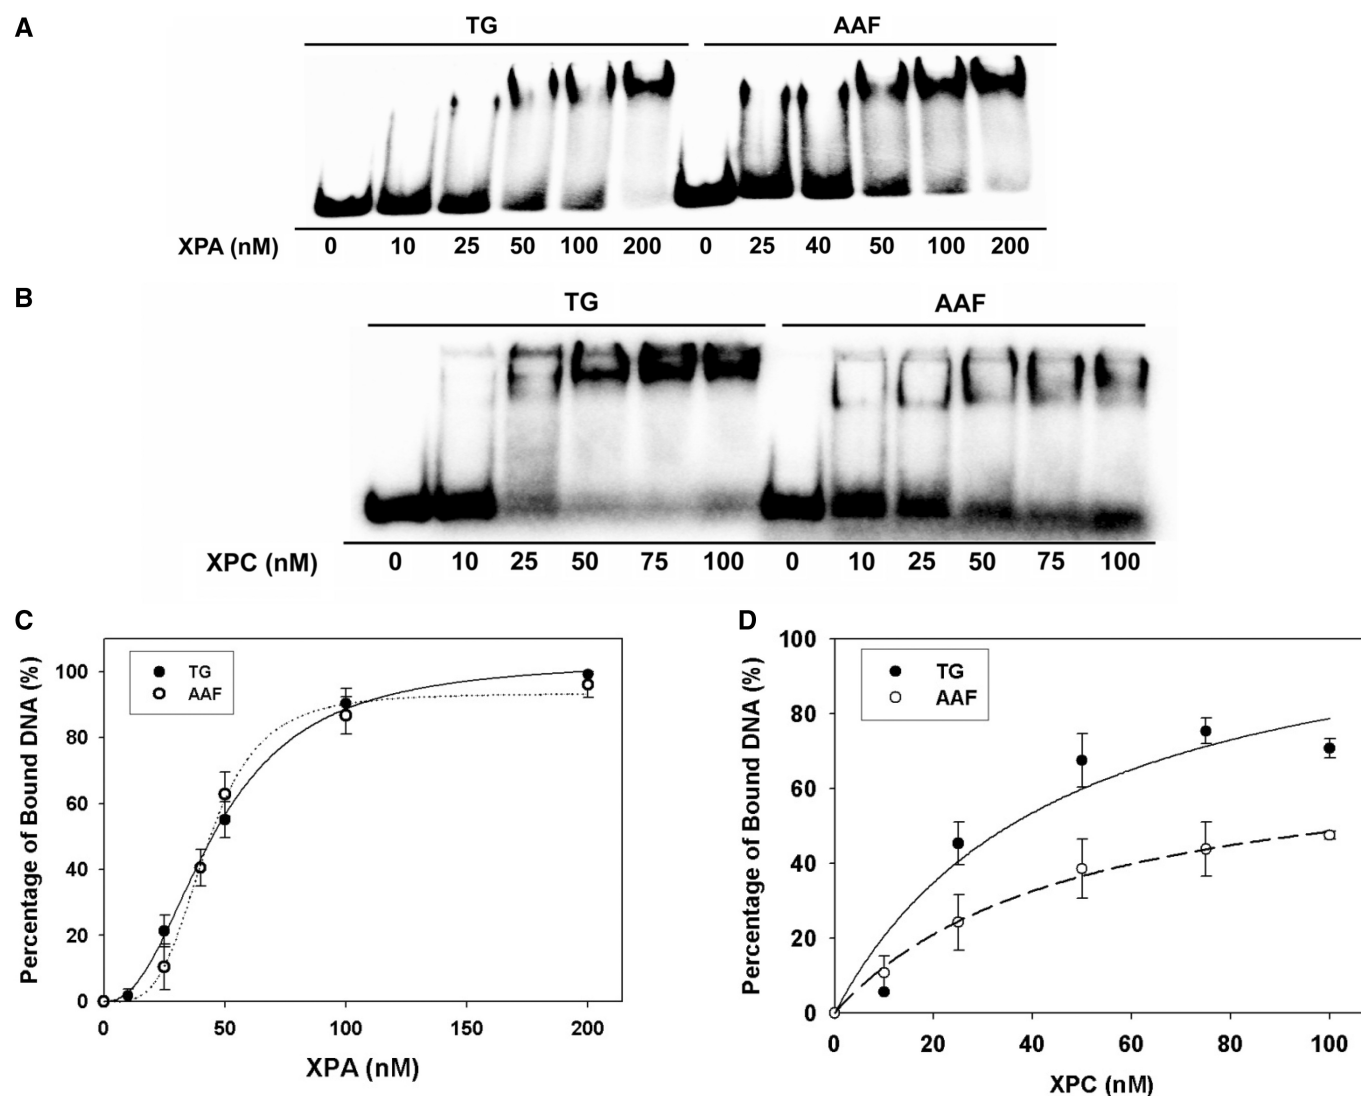 A
TG AAF
XPA (nM) 0 10 25 50 100 200 0 25 40 50 100 200
B
TG AAF
XPC (nM) 0 10 25 50 75 100 0 10 25 50 75 100
C
Percentage of Bound DNA (%)
TG
AAF
100
80
60
40
20
0
0 50 100 150 200
XPA (nM)
D
Percentage of Bound DNA (%)
TG
AAF
100
80
60
40
20
0
0 20 40 60 80 100
XPC (nM)